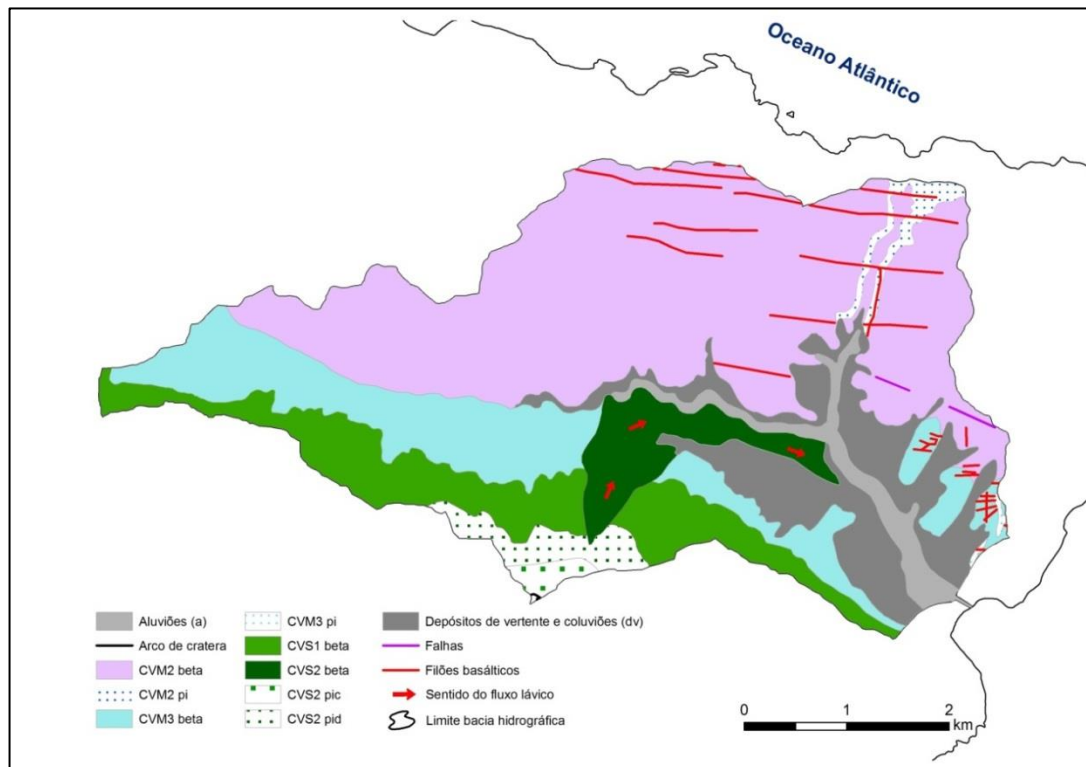 Oceano Atlântico
Aluviões (a)
Arco de cratera
CVM2 beta
CVM2 pi
CVM3 beta
CVM3 pi
CVS1 beta
CVS2 beta
CVS2 pic
CVS2 pid
Depósitos de vertente e coluviões (dv)
Falhas
Filões basálticos
Sentido do fluxo lávico
Limite bacia hidrográfica
0 1 2
km